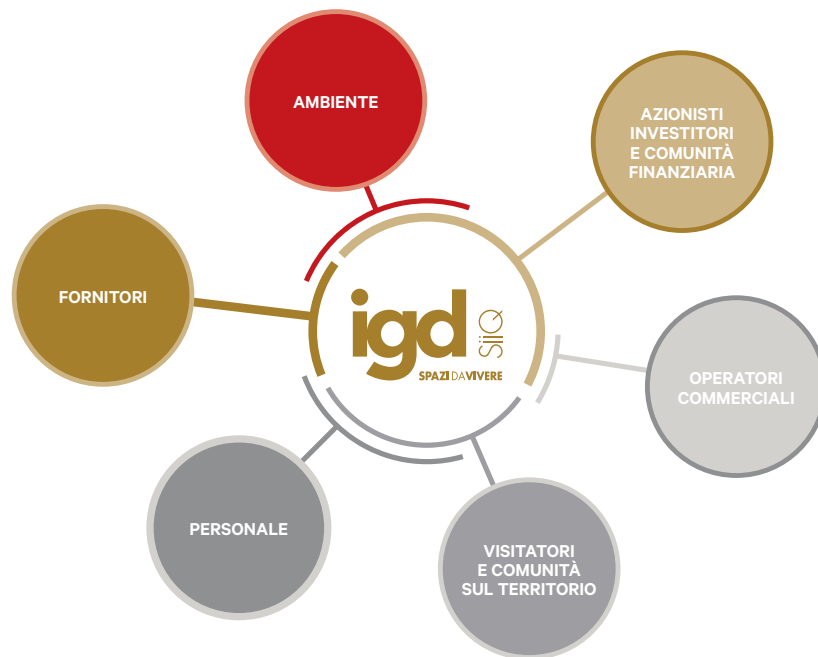 AMBIENTE
AZIONISTI
INVESTITORI
E COMUNITÀ
FINANZIARIA
FORNITORI
igd SIIQ
SPAZI DA VIVERE
OPERATORI
COMMERCIALI
PERSONALE
VISITATORI
E COMUNITÀ
SUL TERRITORIO